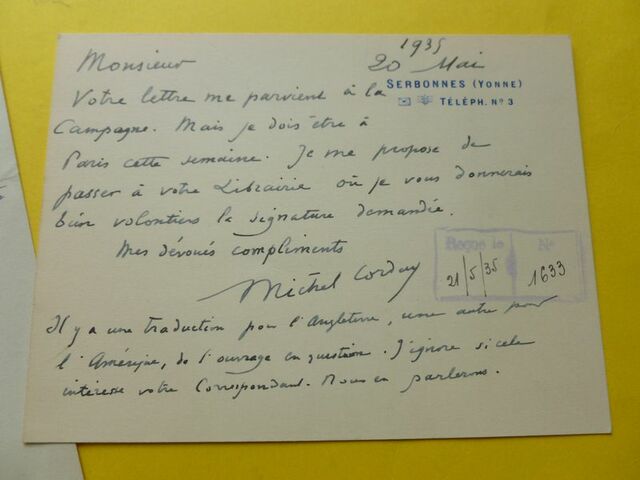 1935
Monsieur 20 Mai
SERBONNES (YONNE)
TÉLÉPH. Nº 3
Votre lettre me parvient à la
Campagne. Mais je dois être à
Paris cette semaine. Je me propose de
passer à votre Librairie où je vous donnerais
bien volontiers la signature demandée.
Mes dévoués compliments
Michel Corday
Reçue le Nº
21/5/35 1633
Il y a une traduction pour l'Angleterre, une autre pour
l'Amérique, de l'ouvrage en question. J'ignore si cela
intéresse votre Correspondant. Nous en parlerons.